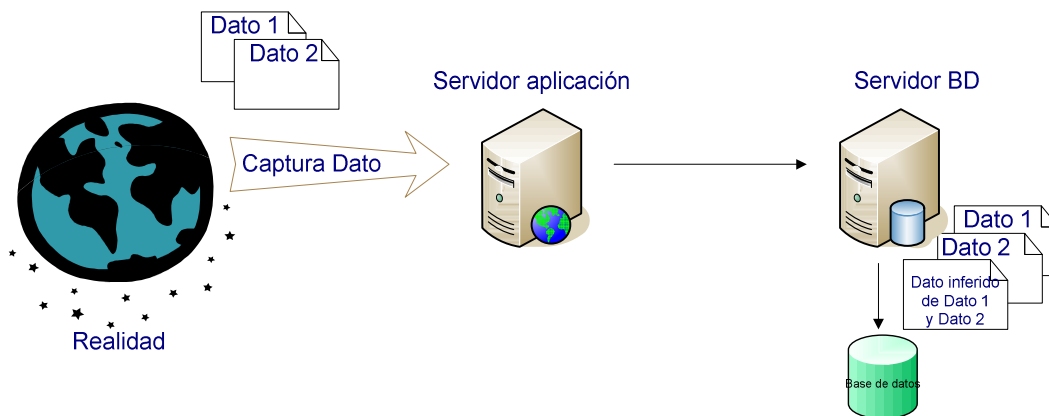 Dato 1
Dato 2
Servidor aplicación
Servidor BD
Captura Dato
Dato 1
Dato 2
Dato inferido
de Dato 1
y Dato 2
Realidad
Base de datos